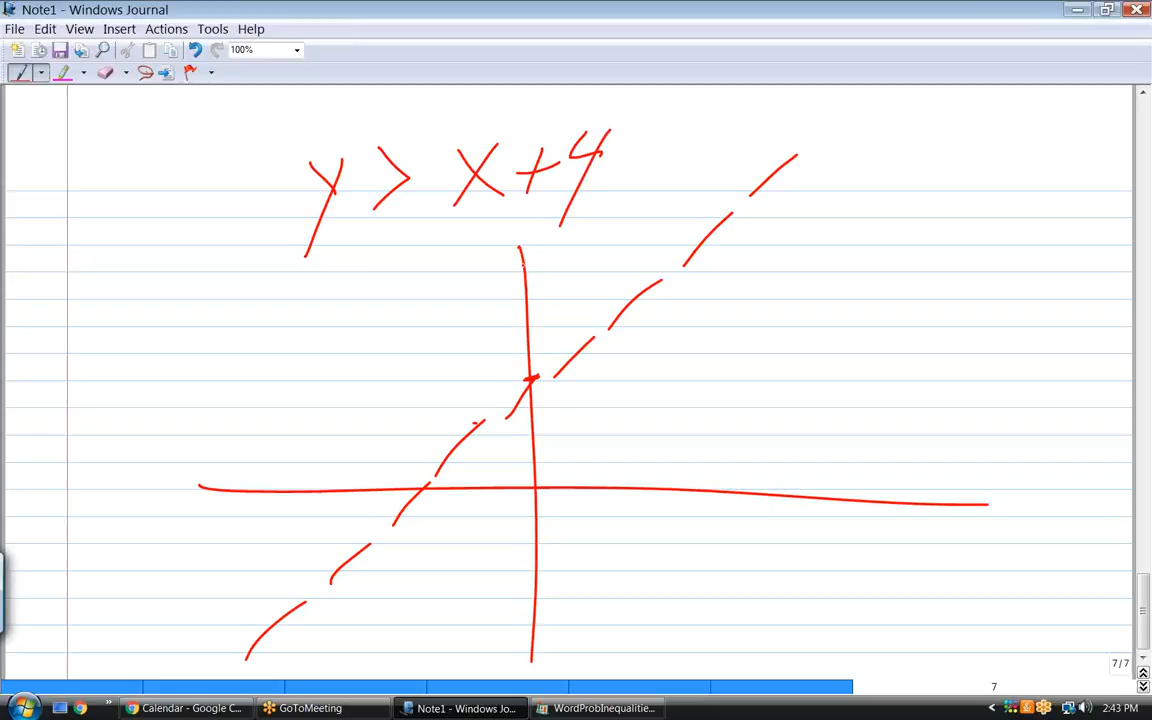 Note1 - Windows Journal
File Edit View Insert Actions Tools Help
100%
y > x + 4
7/7
7
Calendar - Google C...
GoToMeeting
Note1 - Windows Jo...
WordProbInequalitie...
2:43 PM